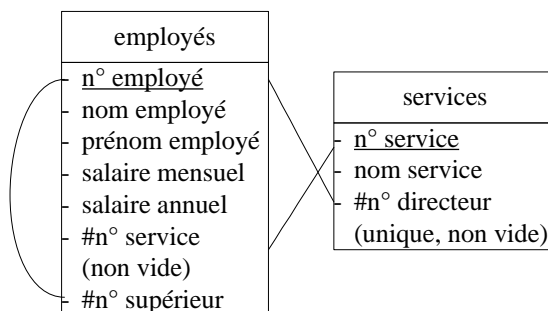 employés
- n° employé
- nom employé
- prénom employé
- salaire mensuel
- salaire annuel
- #n° service
(non vide)
- #n° supérieur
services
- n° service
- nom service
- #n° directeur
(unique, non vide)